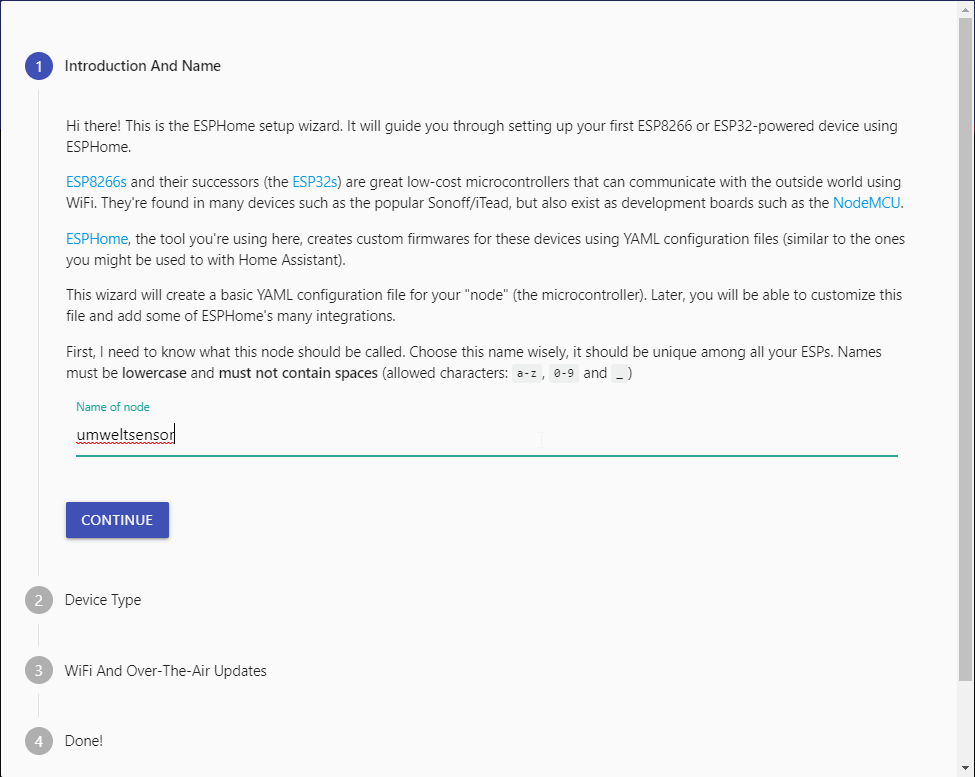 1 Introduction And Name
Hi there! This is the ESPHome setup wizard. It will guide you through setting up your first ESP8266 or ESP32-powered device using
ESPHome.
ESP8266s and their successors (the ESP32s) are great low-cost microcontrollers that can communicate with the outside world using
WiFi. They're found in many devices such as the popular Sonoff/iTead, but also exist as development boards such as the NodeMCU.
ESPHome, the tool you're using here, creates custom firmwares for these devices using YAML configuration files (similar to the ones
you might be used to with Home Assistant).
This wizard will create a basic YAML configuration file for your "node" (the microcontroller). Later, you will be able to customize this
file and add some of ESPHome's many integrations.
First, I need to know what this node should be called. Choose this name wisely, it should be unique among all your ESPs. Names
must be lowercase and must not contain spaces (allowed characters: a-z, 0-9 and _)
Name of node
umweltsensor
CONTINUE
2 Device Type
3 WiFi And Over-The-Air Updates
4 Done!